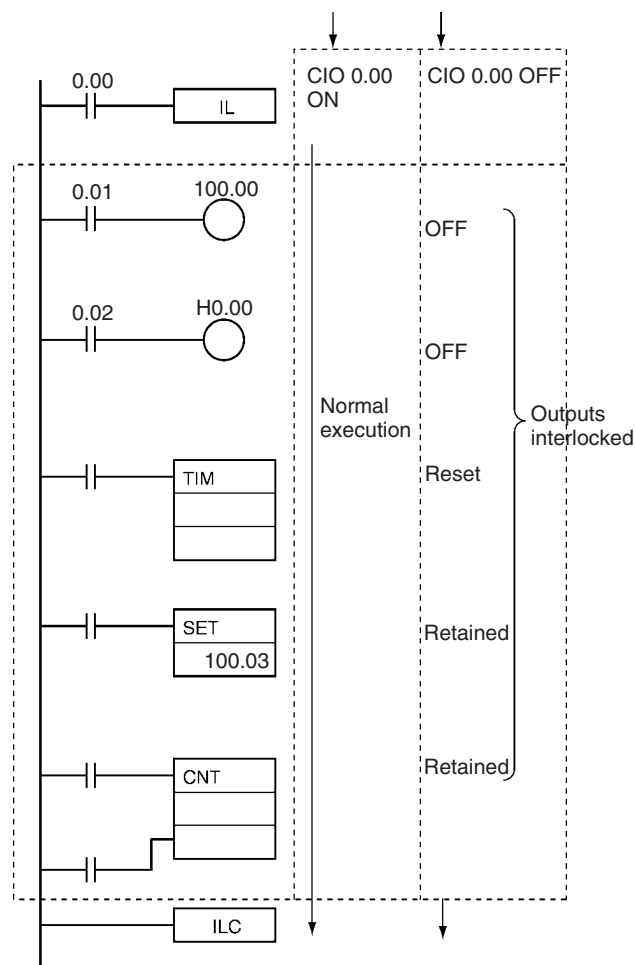 0.00
IL
CIO 0.00
ON
CIO 0.00 OFF
0.01
100.00
OFF
0.02
H0.00
OFF
Normal
execution
Outputs
interlocked
TIM
Reset
SET
100.03
Retained
CNT
Retained
ILC